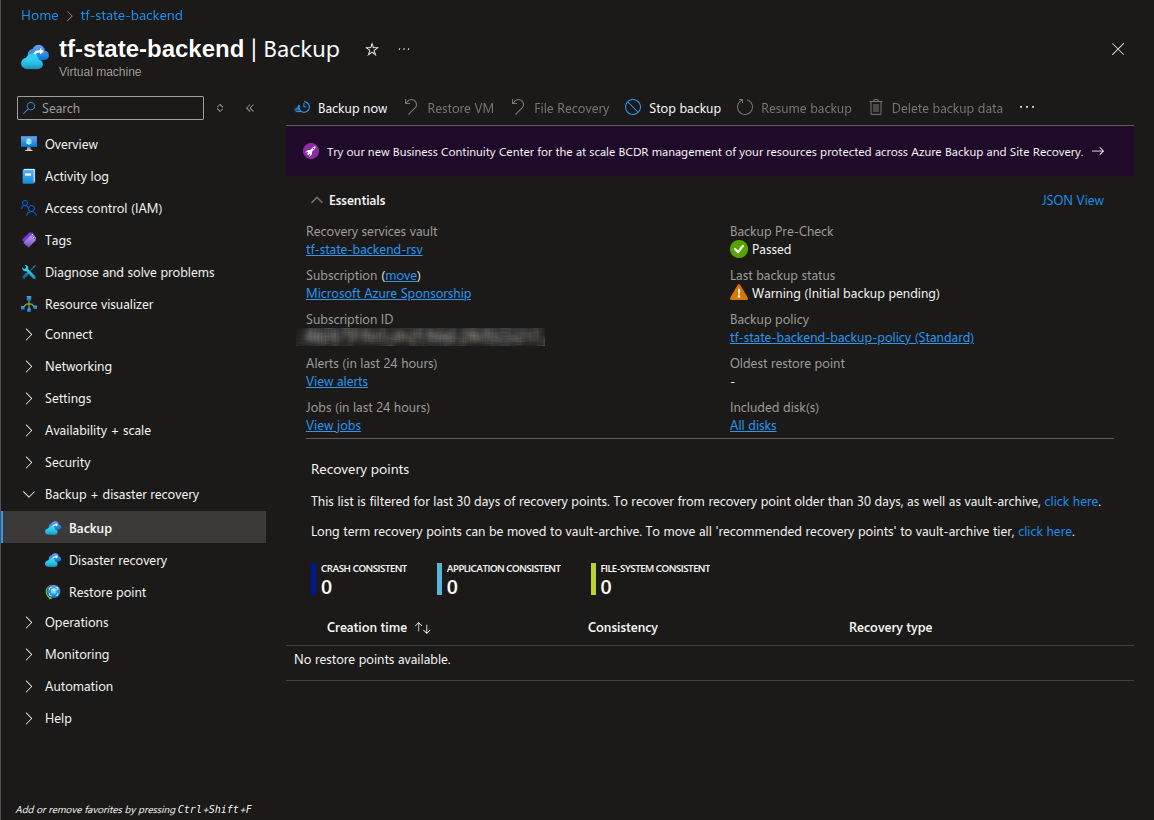 Home > tf-state-backend
tf-state-backend | Backup
Virtual machine
Search
Overview
Activity log
Access control (IAM)
Tags
Diagnose and solve problems
Resource visualizer
Connect
Networking
Settings
Availability + scale
Security
Backup + disaster recovery
Backup
Disaster recovery
Restore point
Operations
Monitoring
Automation
Help
Add or remove favorites by pressing Ctrl+Shift+F
Backup now Restore VM File Recovery Stop backup Resume backup Delete backup data
Try our new Business Continuity Center for the at scale BCDR management of your resources protected across Azure Backup and Site Recovery.
Essentials
JSON View
Recovery services vault
tf-state-backend-rsv
Subscription (move)
Microsoft Azure Sponsorship
Subscription ID
Alerts (in last 24 hours)
View alerts
Jobs (in last 24 hours)
View jobs
Backup Pre-Check
Passed
Last backup status
Warning (Initial backup pending)
Backup policy
tf-state-backend-backup-policy (Standard)
Oldest restore point
-
Included disk(s)
All disks
Recovery points
This list is filtered for last 30 days of recovery points. To recover from recovery point older than 30 days, as well as vault-archive, click here.
Long term recovery points can be moved to vault-archive. To move all 'recommended recovery points' to vault-archive tier, click here.
CRASH CONSISTENT
0
APPLICATION CONSISTENT
0
FILE-SYSTEM CONSISTENT
0
Creation time Consistency Recovery type
No restore points available.